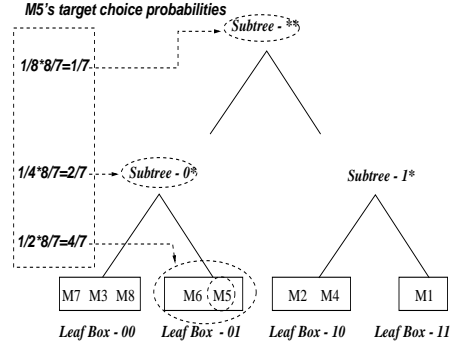 M5's target choice probabilities
Subtree - **
1/8*8/7=1/7
1/4*8/7=2/7
Subtree - 0*
Subtree - 1*
1/2*8/7=4/7
M7 M3 M8
M6 M5
M2 M4
M1
Leaf Box - 00
Leaf Box - 01
Leaf Box - 10
Leaf Box - 11